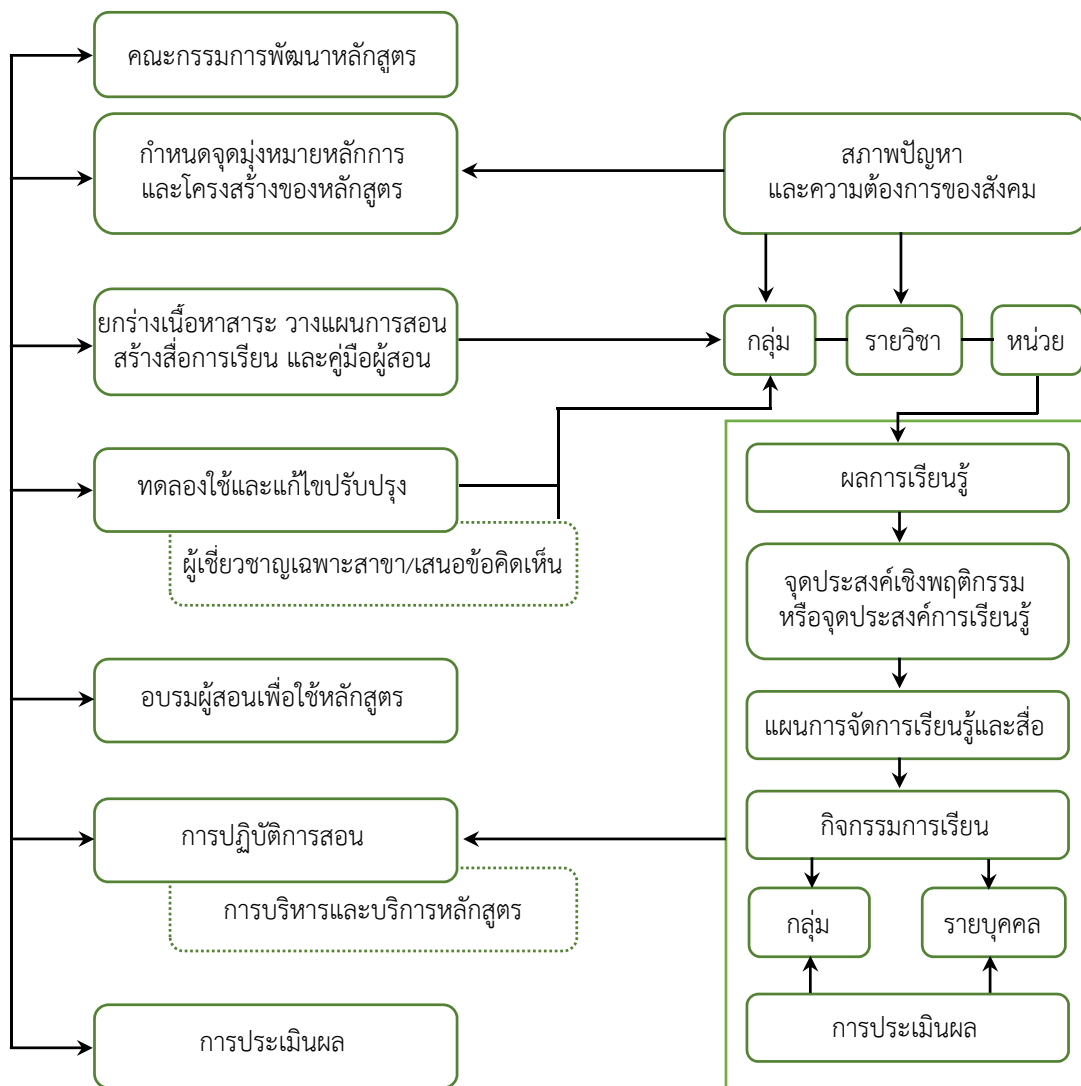 คณะกรรมการพัฒนาหลักสูตร
กำหนดจุดมุ่งหมายหลักการ
และโครงสร้างของหลักสูตร
สภาพปัญหา
และความต้องการของสังคม
ยกร่างเนื้อหาสาระ วางแผนการสอน
สร้างสื่อการเรียน และคู่มือผู้สอน
กลุ่ม
รายวิชา
หน่วย
ทดลองใช้และแก้ไขปรับปรุง
ผู้เชี่ยวชาญเฉพาะสาขา/เสนอข้อคิดเห็น
อบรมผู้สอนเพื่อใช้หลักสูตร
การปฏิบัติการสอน
การบริหารและบริการหลักสูตร
การประเมินผล
ผลการเรียนรู้
จุดประสงค์เชิงพฤติกรรม
หรือจุดประสงค์การเรียนรู้
แผนการจัดการเรียนรู้และสื่อ
กิจกรรมการเรียน
กลุ่ม
รายบุคคล
การประเมินผล